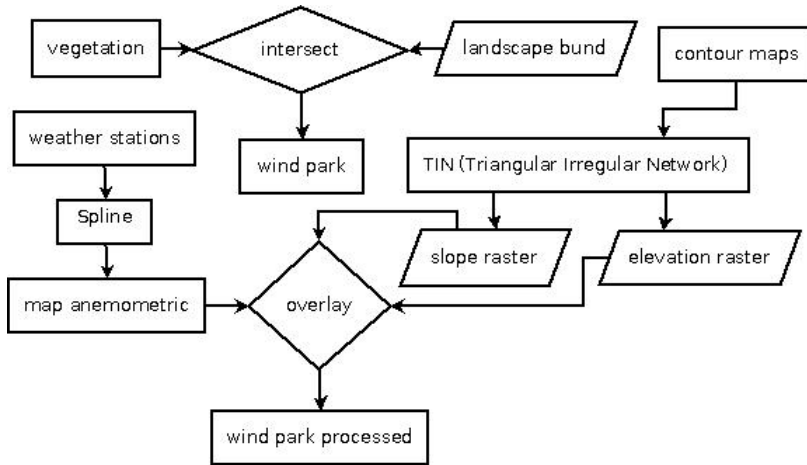 vegetation
intersect
landscape bund
contour maps
weather stations
wind park
TIN (Triangular Irregular Network)
Spline
slope raster
elevation raster
map anemometric
overlay
wind park processed